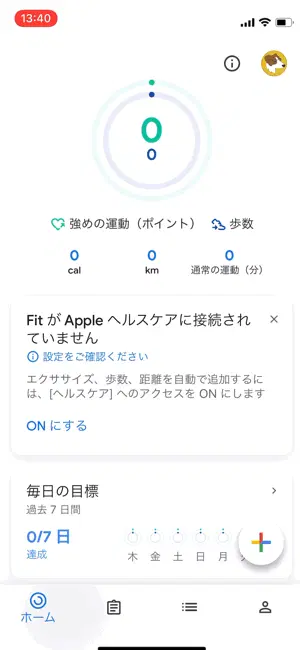 13:40
0
0
強めの運動（ポイント） 歩数
0 0 0
cal km 通常の運動（分）
Fit が Apple ヘルスケアに接続され
ていません
設定をご確認ください
エクササイズ、歩数、距離を自動で追加するに
は、[ヘルスケア] へのアクセスを ON にします
ON にする
毎日の目標
過去 7 日間
0/7 日
達成
木 金 土 日 月
ホーム